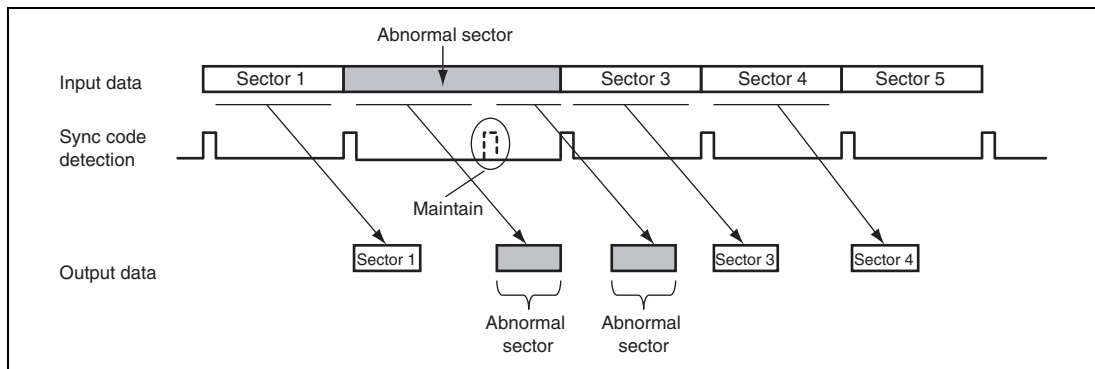 Abnormal sector
Input data
Sector 1
Sector 3
Sector 4
Sector 5
Sync code
detection
Maintain
Output data
Sector 1
Sector 3
Sector 4
Abnormal
sector
Abnormal
sector